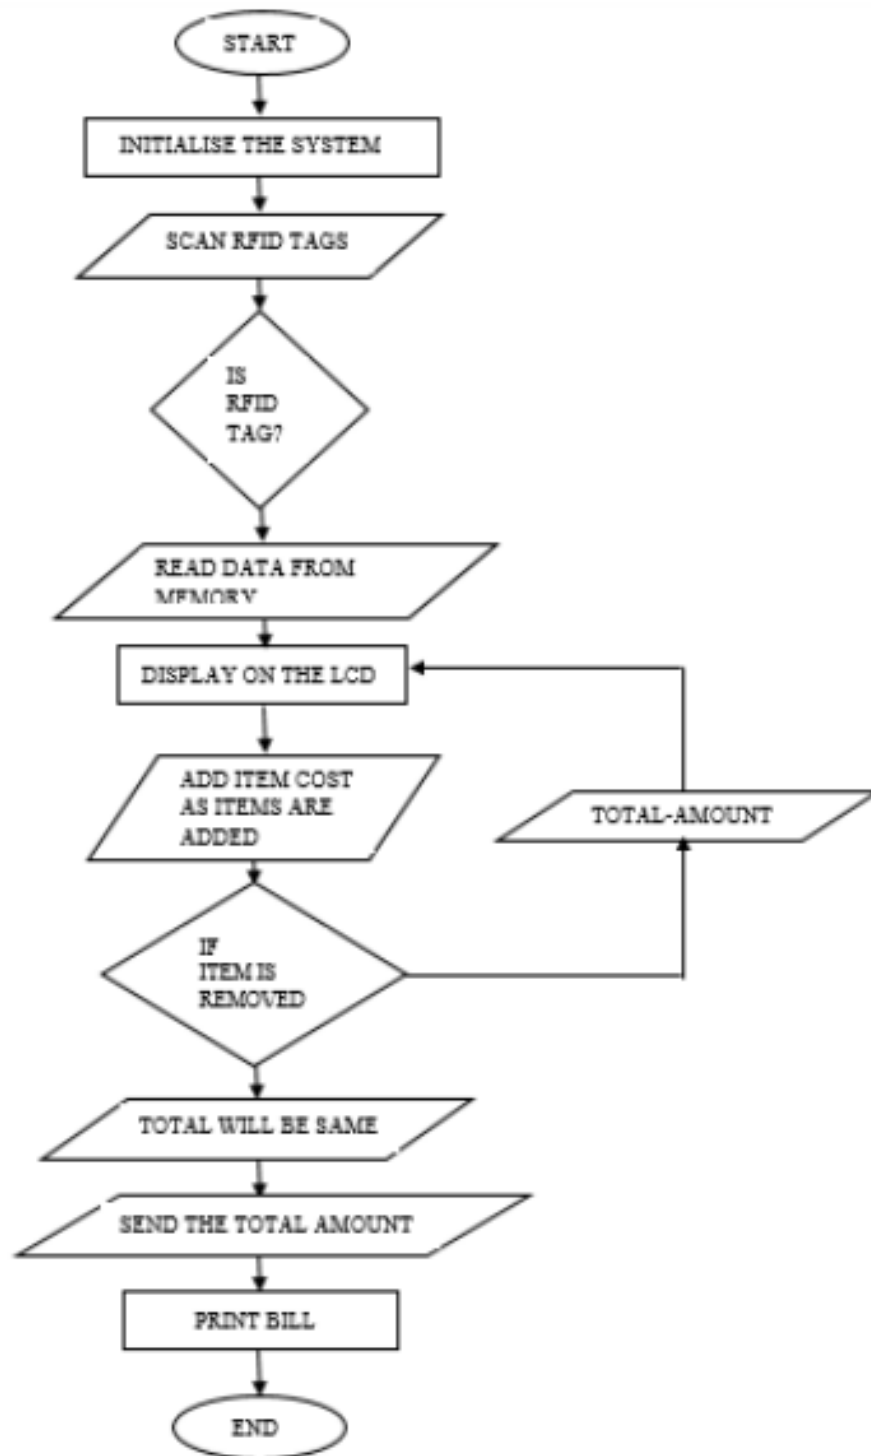 START
INITIALISE THE SYSTEM
SCAN RFID TAGS
IS
RFID
TAG?
READ DATA FROM
MEMORY
DISPLAY ON THE LCD
ADD ITEM COST
AS ITEMS ARE
ADDED
TOTAL-AMOUNT
IF
ITEM IS
REMOVED
TOTAL WILL BE SAME
SEND THE TOTAL AMOUNT
PRINT BILL
END